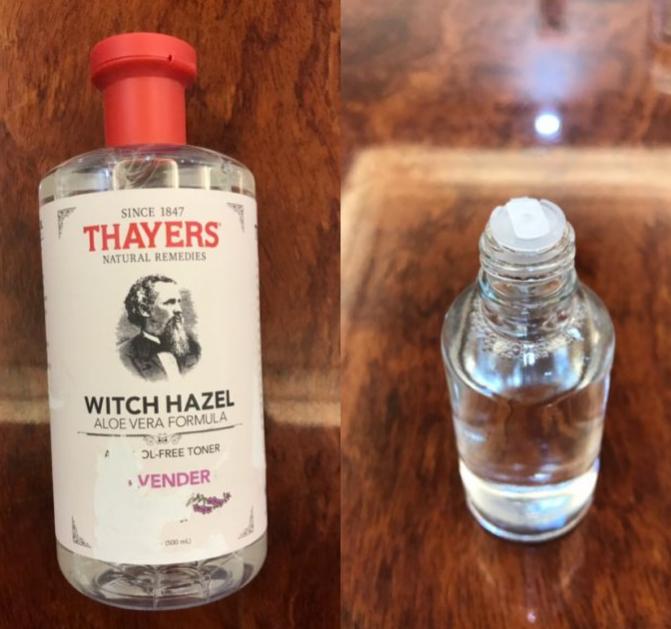 SINCE 1847
THAYERS
NATURAL REMEDIES
WITCH HAZEL
ALOE VERA FORMULA
A OL-FREE TONER
VENDER
(500 mL)